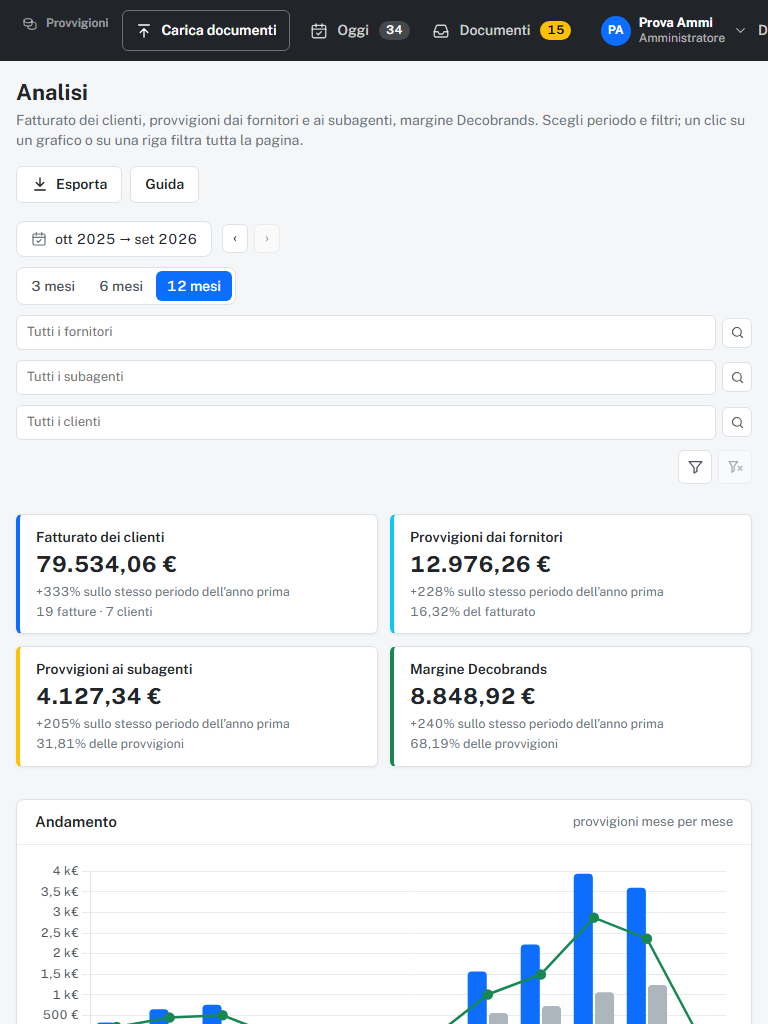 Provvigioni
Carica documenti
Oggi 34
Documenti 15
PA
Prova Ammi
Amministratore
D
Analisi
Fatturato dei clienti, provvigioni dai fornitori e ai subagenti, margine Decobrands. Scegli periodo e filtri; un clic su
un grafico o su una riga filtra tutta la pagina.
Esporta
Guida
ott 2025 → set 2026
‹ ›
3 mesi 6 mesi 12 mesi
Tutti i fornitori
Tutti i subagenti
Tutti i clienti
Fatturato dei clienti
79.534,06 €
+333% sullo stesso periodo dell'anno prima
19 fatture · 7 clienti
Provvigioni dai fornitori
12.976,26 €
+228% sullo stesso periodo dell'anno prima
16,32% del fatturato
Provvigioni ai subagenti
4.127,34 €
+205% sullo stesso periodo dell'anno prima
31,81% delle provvigioni
Margine Decobrands
8.848,92 €
+240% sullo stesso periodo dell'anno prima
68,19% delle provvigioni
Andamento
provvigioni mese per mese
4 k€
3,5 k€
3 k€
2,5 k€
2 k€
1,5 k€
1 k€
500 €